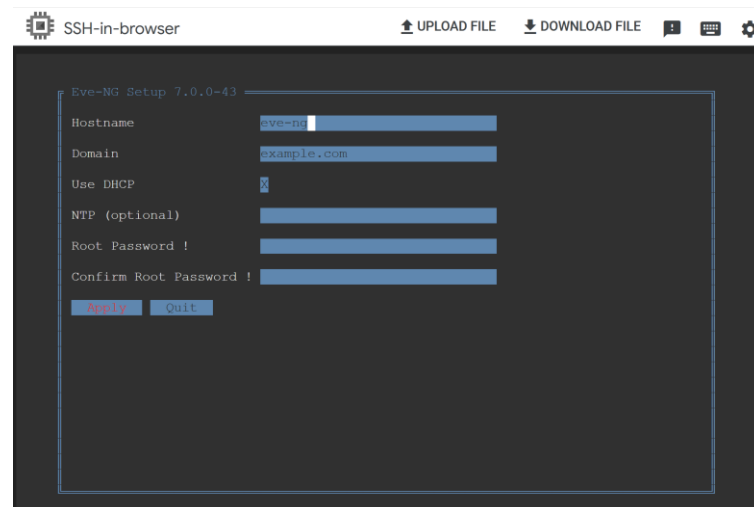 SSH-in-browser UPLOAD FILE DOWNLOAD FILE
Eve-NG Setup 7.0.0-43
Hostname eve-ng
Domain example.com
Use DHCP X
NTP (optional)
Root Password !
Confirm Root Password !
Apply Quit